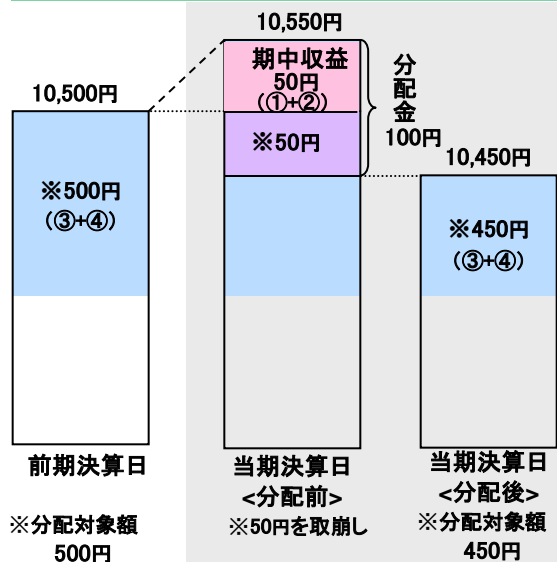 10,500円
※500円
（③+④）
前期決算日
※分配対象額
500円
10,550円
期中収益
50円
（①+②）
※50円
分配金
100円
当期決算日
<分配前>
※50円を取崩し
10,450円
※450円
（③+④）
当期決算日
<分配後>
※分配対象額
450円